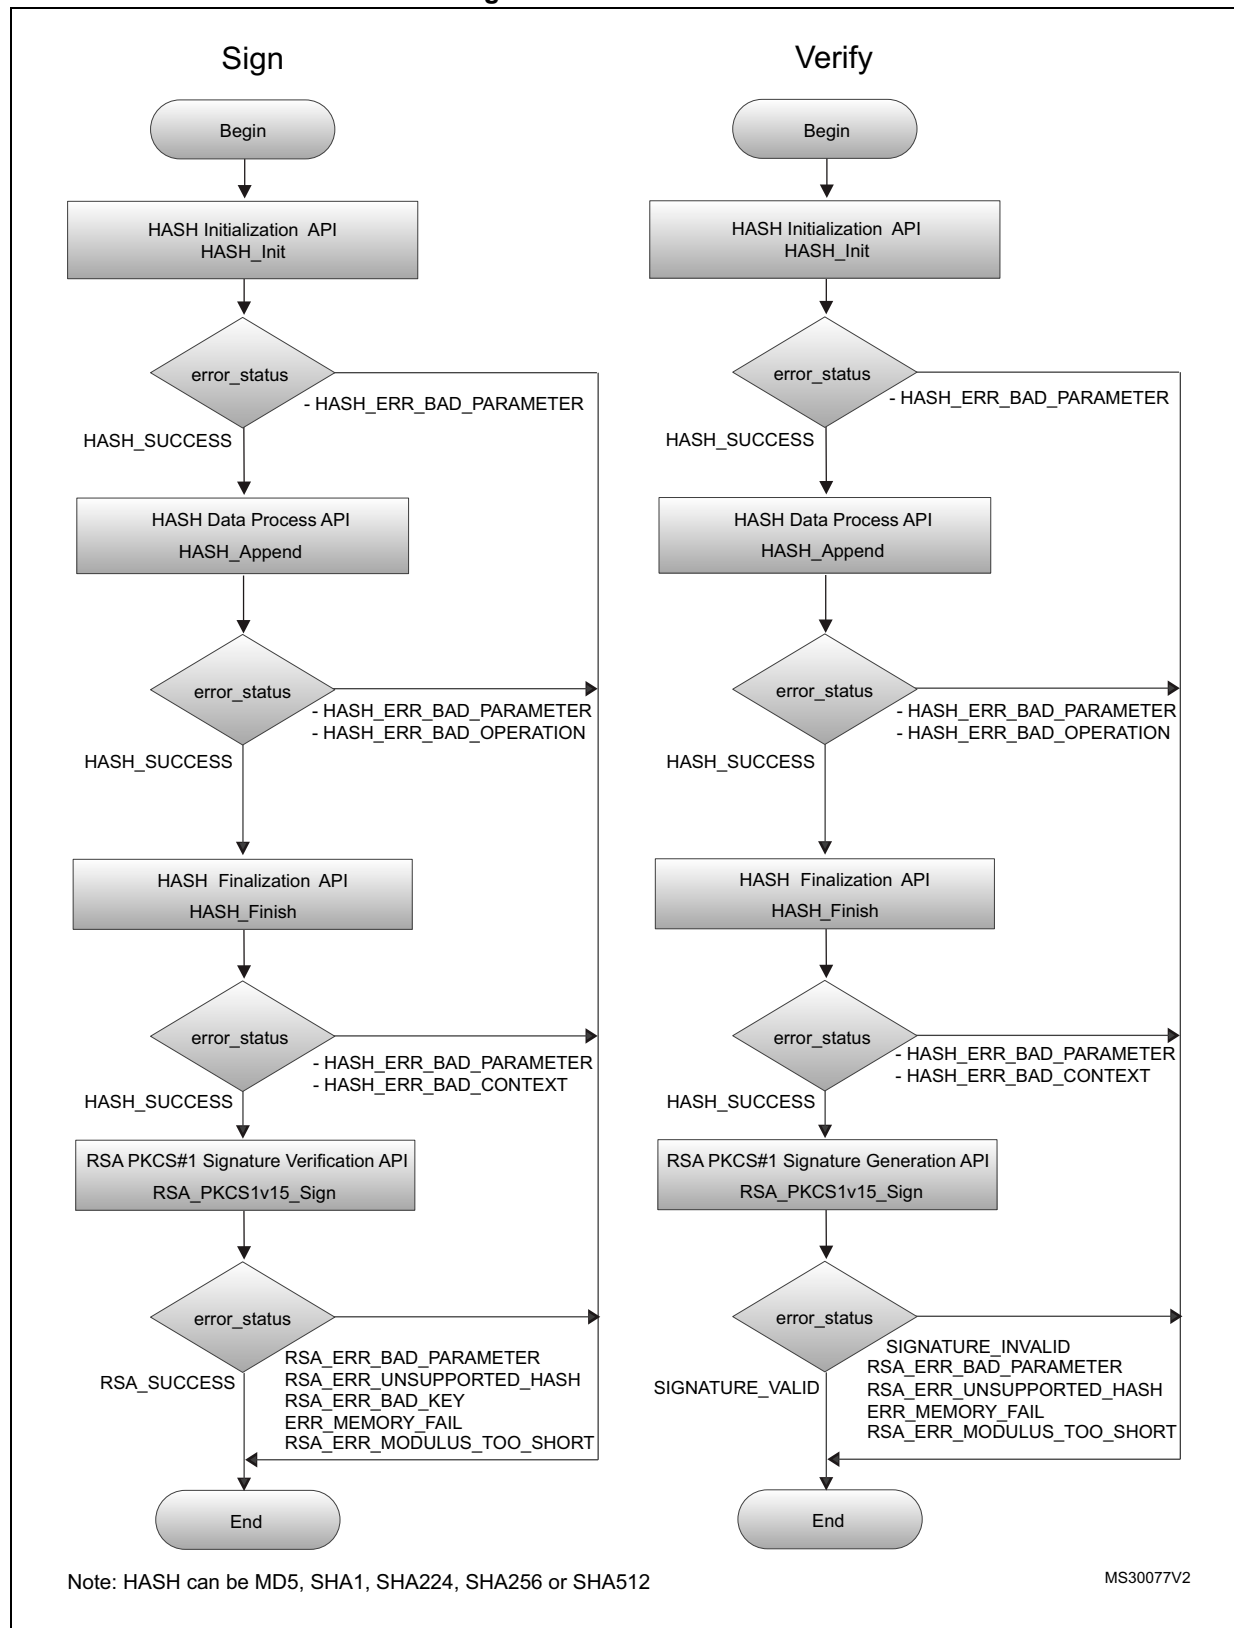 Sign
Begin
HASH Initialization API
HASH_Init
error_status
- HASH_ERR_BAD_PARAMETER
HASH_SUCCESS
HASH Data Process API
HASH_Append
error_status
- HASH_ERR_BAD_PARAMETER
- HASH_ERR_BAD_OPERATION
HASH_SUCCESS
HASH Finalization API
HASH_Finish
error_status
- HASH_ERR_BAD_PARAMETER
- HASH_ERR_BAD_CONTEXT
HASH_SUCCESS
RSA PKCS#1 Signature Verification API
RSA_PKCS1v15_Sign
error_status
RSA_ERR_BAD_PARAMETER
RSA_SUCCESS
RSA_ERR_UNSUPPORTED_HASH
RSA_ERR_BAD_KEY
ERR_MEMORY_FAIL
RSA_ERR_MODULUS_TOO_SHORT
End
Verify
Begin
HASH Initialization API
HASH_Init
error_status
- HASH_ERR_BAD_PARAMETER
HASH_SUCCESS
HASH Data Process API
HASH_Append
error_status
- HASH_ERR_BAD_PARAMETER
- HASH_ERR_BAD_OPERATION
HASH_SUCCESS
HASH Finalization API
HASH_Finish
error_status
- HASH_ERR_BAD_PARAMETER
- HASH_ERR_BAD_CONTEXT
HASH_SUCCESS
RSA PKCS#1 Signature Generation API
RSA_PKCS1v15_Sign
error_status
SIGNATURE_INVALID
RSA_ERR_BAD_PARAMETER
SIGNATURE_VALID
RSA_ERR_UNSUPPORTED_HASH
ERR_MEMORY_FAIL
RSA_ERR_MODULUS_TOO_SHORT
End
Note: HASH can be MD5, SHA1, SHA224, SHA256 or SHA512
MS30077V2